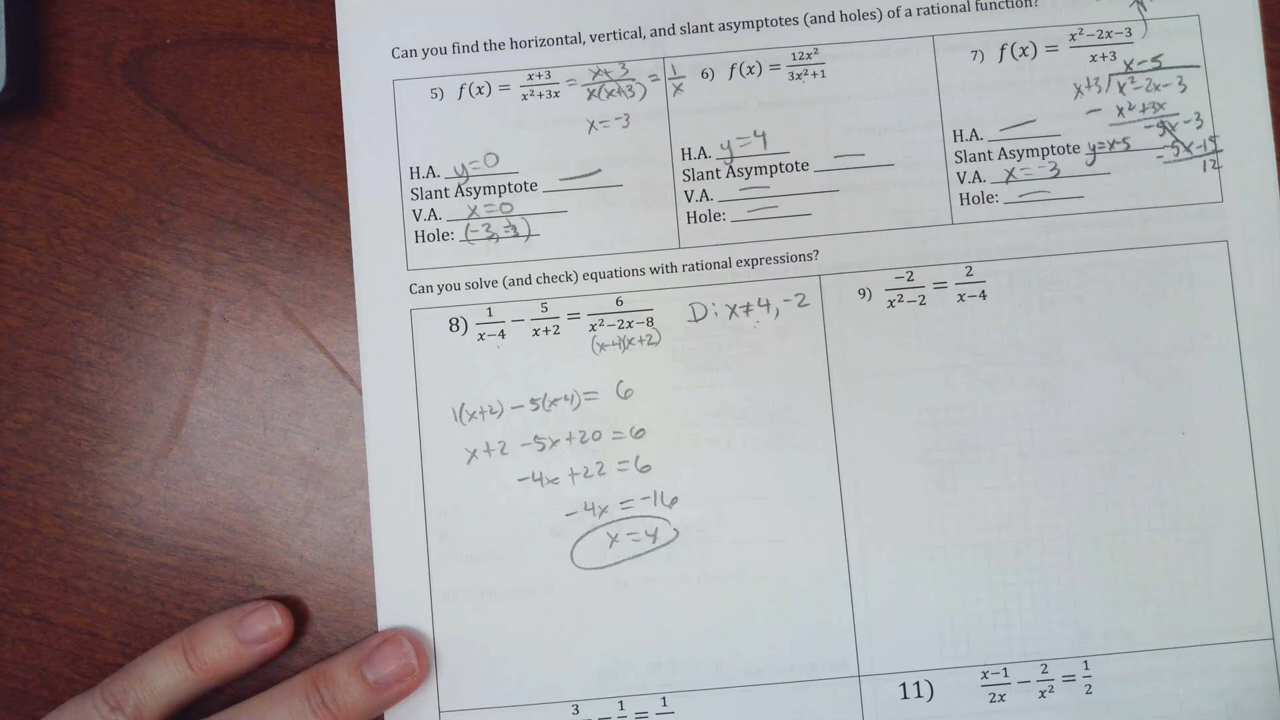 Can you find the horizontal, vertical, and slant asymptotes (and holes) of a rational function?
5) f(x) = (x+3)/(x²+3x) = (x+3)/(x(x+3)) = 1/x
x=-3
H.A. y=0
Slant Asymptote —
V.A. x=0
Hole: (-3, -1/3)
6) f(x) = 12x²/(3x²+1)
H.A. y=4
Slant Asymptote —
V.A. —
Hole: —
7) f(x) = (x²-2x-3)/(x+3)
x-5
x+3) x²-2x-3
- x²+3x
-5x-3
- -5x-15
12
H.A. —
Slant Asymptote y=x-5
V.A. x=-3
Hole: —
Can you solve (and check) equations with rational expressions?
8) 1/(x-4) - 5/(x+2) = 6/(x²-2x-8) D: x≠4,-2
(x-4)(x+2)
1(x+2) - 5(x-4) = 6
x+2 -5x+20 =6
-4x +22 =6
-4x = -16
x=4
9) -2/(x²-2) = 2/(x-4)
11) (x-1)/2x - 2/x² = 1/2